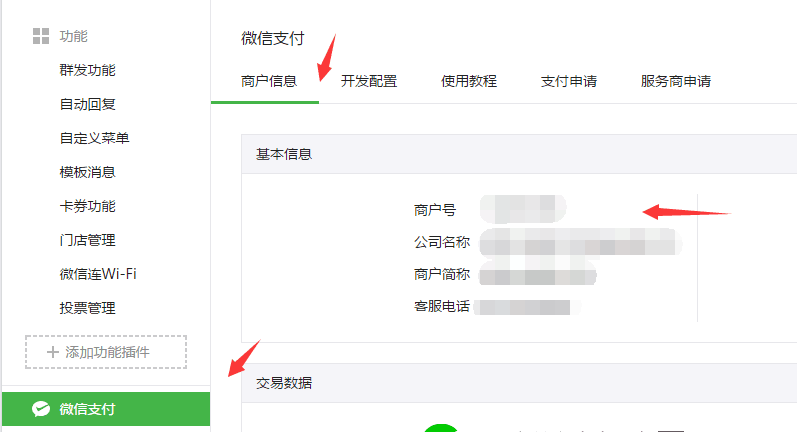 功能
群发功能
自动回复
自定义菜单
模板消息
卡券功能
门店管理
微信连Wi-Fi
投票管理
添加功能插件
微信支付
微信支付
商户信息 开发配置 使用教程 支付申请 服务商申请
基本信息
商户号
公司名称
商户简称
客服电话
交易数据